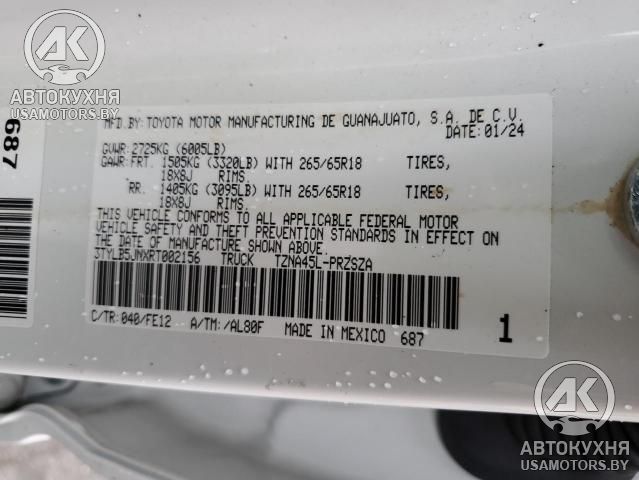 АК
АВТОКУХНЯ
USAMOTORS.BY
687
MFD.BY: TOYOTA MOTOR MANUFACTURING DE GUANAJUATO, S.A. DE C.V.
DATE: 01/24
GVWR: 2725KG (6005LB)
GAWR: FRT. 1505KG (3320LB) WITH 265/65R18 TIRES,
18X8J RIMS.
RR. 1405KG (3095LB) WITH 265/65R18 TIRES,
18X8J RIMS.
THIS VEHICLE CONFORMS TO ALL APPLICABLE FEDERAL MOTOR
VEHICLE SAFETY AND THEFT PREVENTION STANDARDS IN EFFECT ON
THE DATE OF MANUFACTURE SHOWN ABOVE.
3TYLB5JNXRT002156 TRUCK TZNA45L-PRZSZA
C/TR: 040/FE12 A/TM: /AL80F MADE IN MEXICO 687
1
АК
АВТОКУХНЯ
USAMOTORS.BY